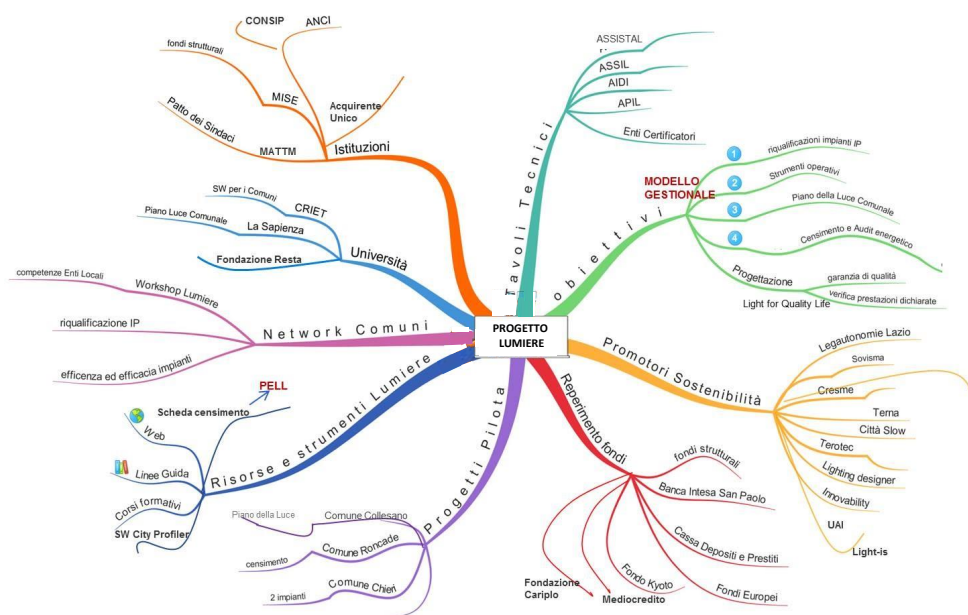 PROGETTO
LUMIERE
Istituzioni
CONSIP
ANCI
fondi strutturali
MISE
Acquirente
Unico
Patto dei Sindaci
MATTM
Università
SW per i Comuni
CRIET
Piano Luce Comunale
La Sapienza
Fondazione Resta
Network Comuni
competenze Enti Locali
Workshop Lumiere
riqualificazione IP
efficenza ed efficacia impianti
Risorse e strumenti Lumiere
PELL
Scheda censimento
Web
Linee Guida
Corsi formativi
SW City Profiler
Progetti Pilota
Piano della Luce
Comune Collesano
censimento
Comune Roncade
2 impianti
Comune Chieri
Tavoli Tecnici
ASSISTAL
ASSIL
AIDI
APIL
Enti Certificatori
obiettivi
MODELLO
GESTIONALE
1
riqualificazioni impianti IP
2
Strumenti operativi
3
Piano della Luce Comunale
4
Censimento e Audit energetico
Progettazione
garanzia di qualità
verifica prestazioni dichiarate
Light for Quality Life
Promotori Sostenibilità
Legautonomie Lazio
Sovisma
Cresme
Terna
Città Slow
Terotec
Lighting designer
Innovability
UAI
Light-is
Reperimento fondi
fondi strutturali
Banca Intesa San Paolo
Cassa Depositi e Prestiti
Fondi Europei
Fondo Kyoto
Mediocredito
Fondazione
Cariplo